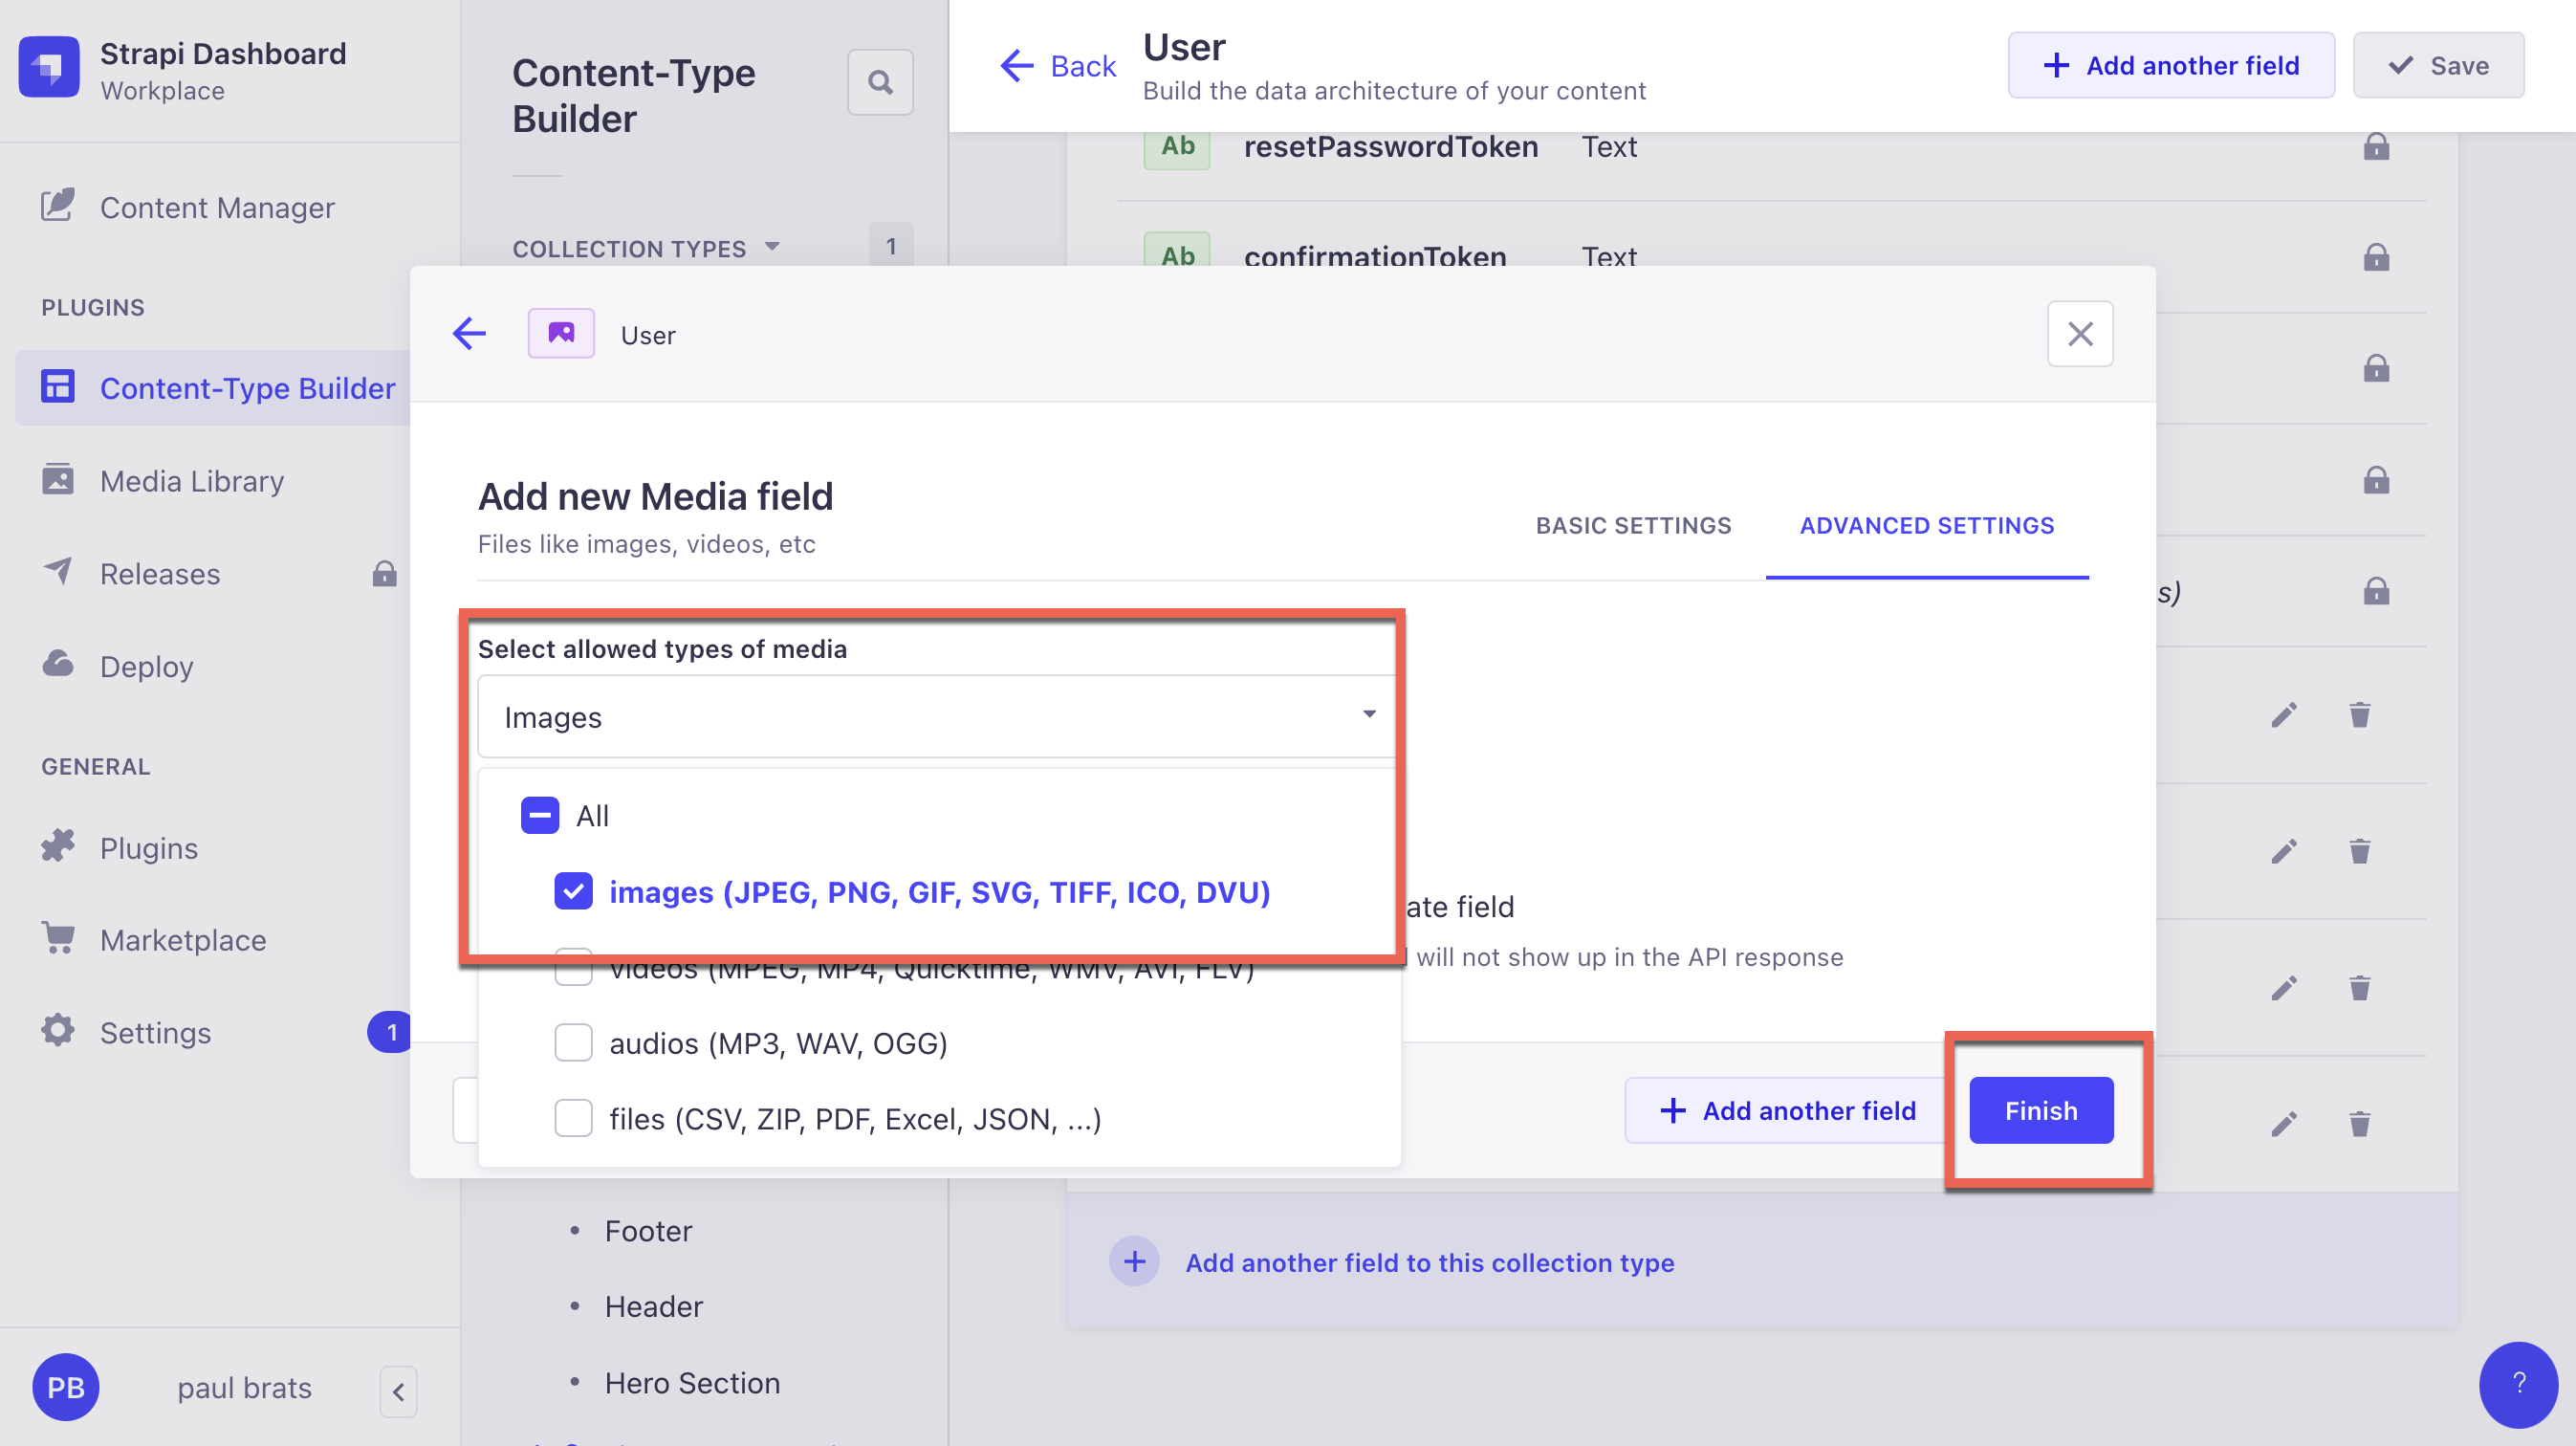 Strapi Dashboard
Workplace
Content Manager
PLUGINS
Content-Type Builder
Media Library
Releases
Deploy
GENERAL
Plugins
Marketplace
Settings
1
PB
paul brats
Content-Type
Builder
COLLECTION TYPES
1
Footer
Header
Hero Section
Back
User
Build the data architecture of your content
Add another field
Save
Ab
resetPasswordToken
Text
Ab
confirmationToken
Text
s)
User
Add new Media field
Files like images, videos, etc
BASIC SETTINGS
ADVANCED SETTINGS
Select allowed types of media
Images
All
images (JPEG, PNG, GIF, SVG, TIFF, ICO, DVU)
videos (MPEG, MP4, Quicktime, WMV, AVI, FLV)
audios (MP3, WAV, OGG)
files (CSV, ZIP, PDF, Excel, JSON, ...)
ate field
will not show up in the API response
Add another field
Finish
Add another field to this collection type
?